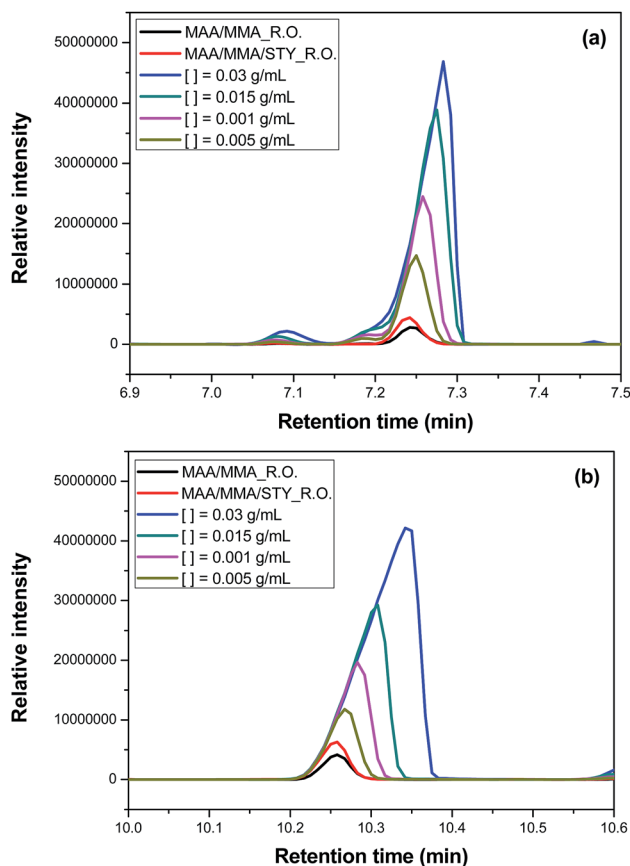 (a)
MAA/MMA_R.O.
MAA/MMA/STY_R.O.
[ ] = 0.03 g/mL
[ ] = 0.015 g/mL
[ ] = 0.001 g/mL
[ ] = 0.005 g/mL
Relative intensity
50000000
40000000
30000000
20000000
10000000
0
6.9 7.0 7.1 7.2 7.3 7.4 7.5
Retention time (min)
(b)
MAA/MMA_R.O.
MAA/MMA/STY_R.O.
[ ] = 0.03 g/mL
[ ] = 0.015 g/mL
[ ] = 0.001 g/mL
[ ] = 0.005 g/mL
Relative intensity
50000000
40000000
30000000
20000000
10000000
0
10.0 10.1 10.2 10.3 10.4 10.5 10.6
Retention time (min)